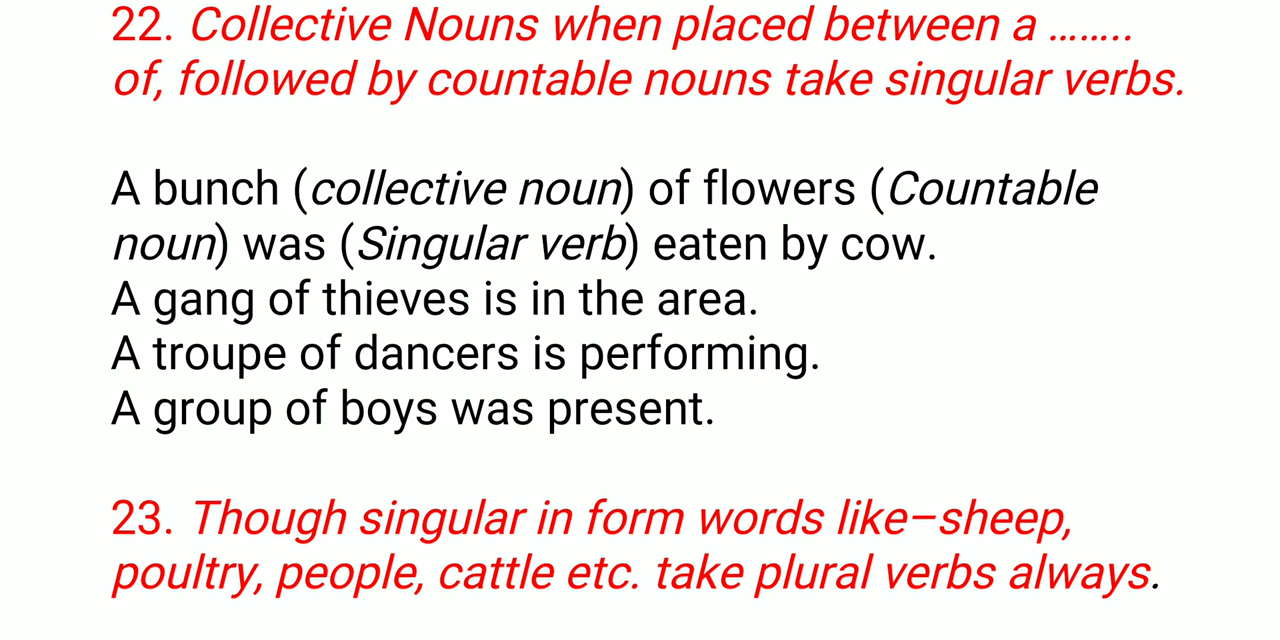 22. Collective Nouns when placed between a ........
of, followed by countable nouns take singular verbs.
A bunch (collective noun) of flowers (Countable
noun) was (Singular verb) eaten by cow.
A gang of thieves is in the area.
A troupe of dancers is performing.
A group of boys was present.
23. Though singular in form words like–sheep,
poultry, people, cattle etc. take plural verbs always.